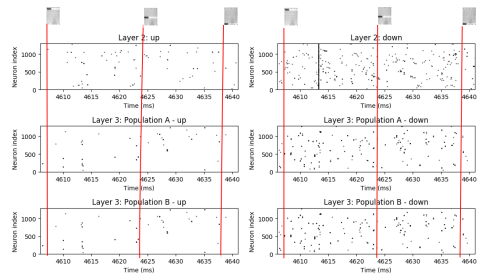 Layer 2: up
Neuron index
1000
500
0
4610 4615 4620 4625 4630 4635 4640
Time (ms)
Layer 2: down
Neuron index
1000
500
0
4610 4615 4620 4625 4630 4635 4640
Time (ms)
Layer 3: Population A - up
Neuron index
1000
500
0
4610 4615 4620 4625 4630 4635 4640
Time (ms)
Layer 3: Population A - down
Neuron index
1000
500
0
4610 4615 4620 4625 4630 4635 4640
Time (ms)
Layer 3: Population B - up
Neuron index
1000
500
0
4610 4615 4620 4625 4630 4635 4640
Time (ms)
Layer 3: Population B - down
Neuron index
1000
500
0
4610 4615 4620 4625 4630 4635 4640
Time (ms)